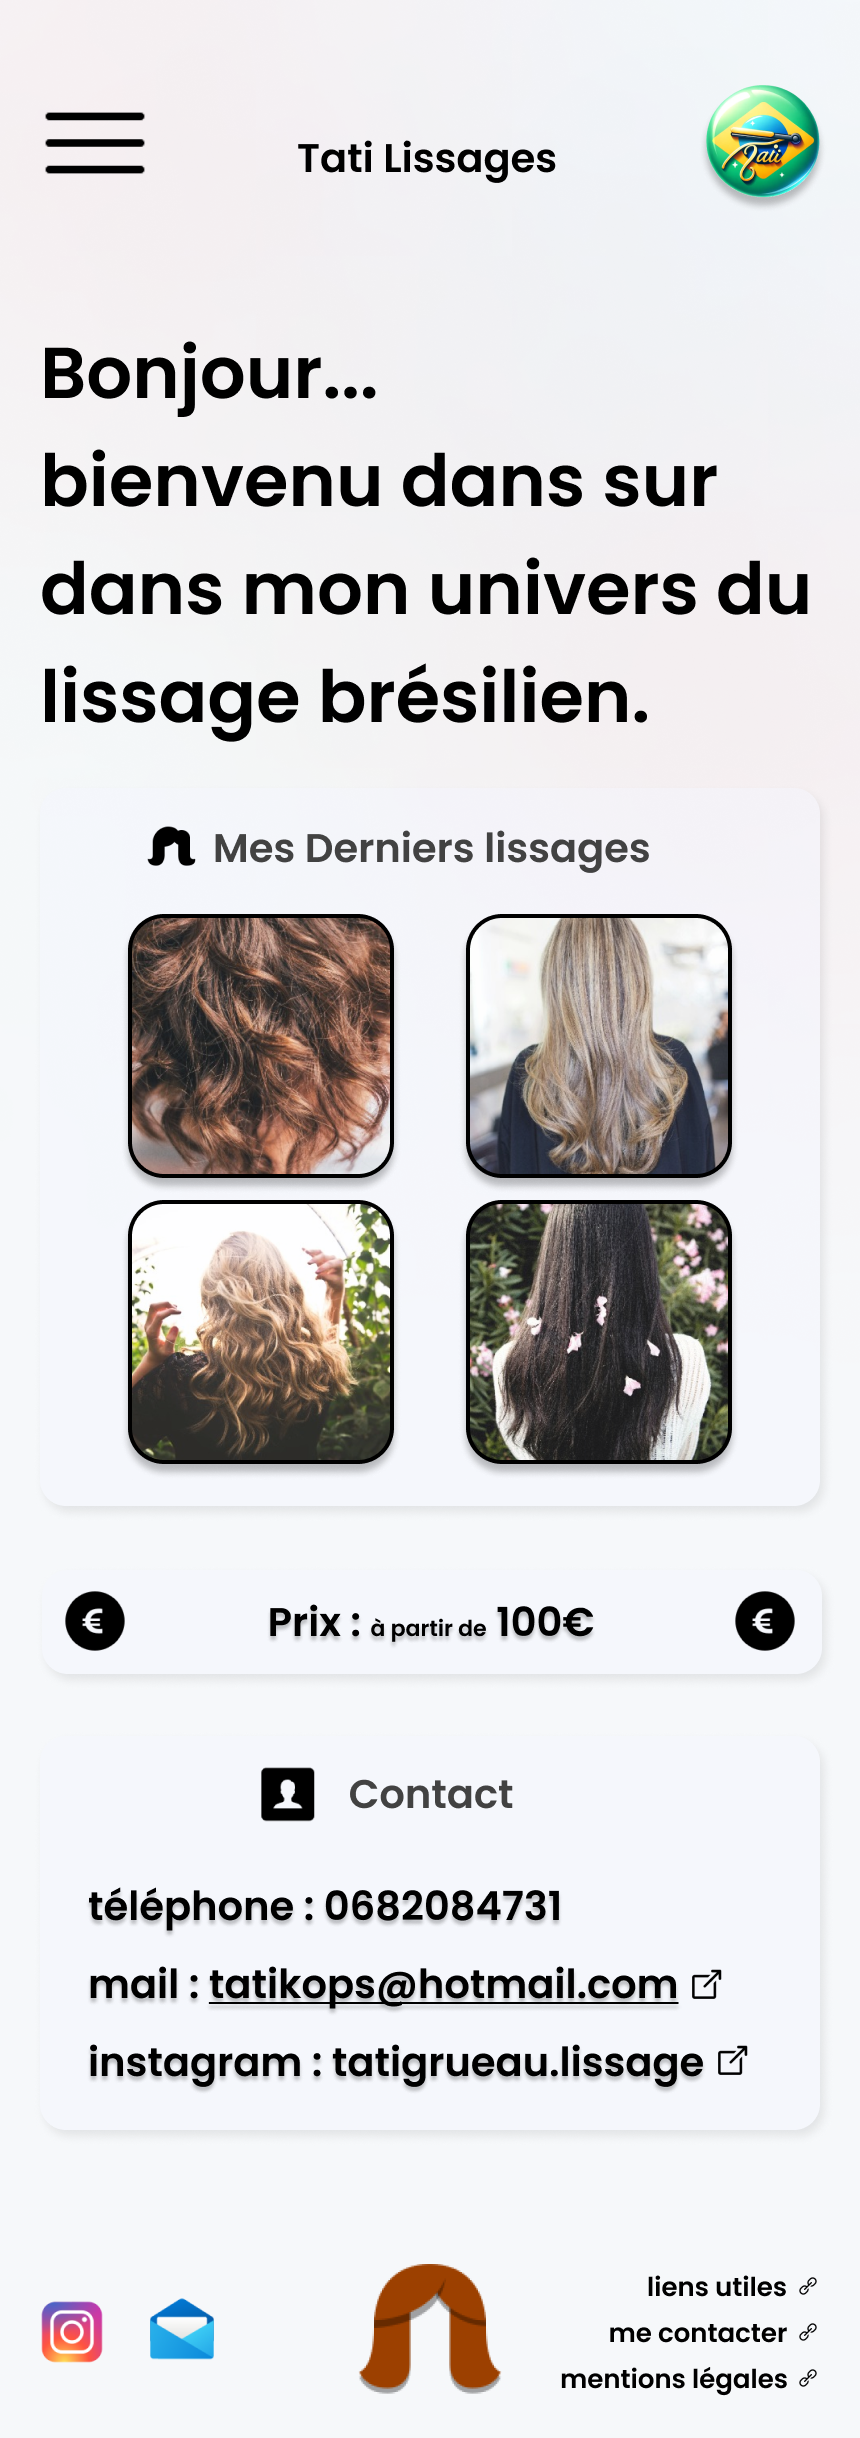 Tati Lissages
Tati
Bonjour...
bienvenu dans sur
dans mon univers du
lissage brésilien.
Mes Derniers lissages
€ Prix : à partir de 100€ €
Contact
téléphone : 0682084731
mail : tatikops@hotmail.com
instagram : tatigrueau.lissage
liens utiles
me contacter
mentions légales